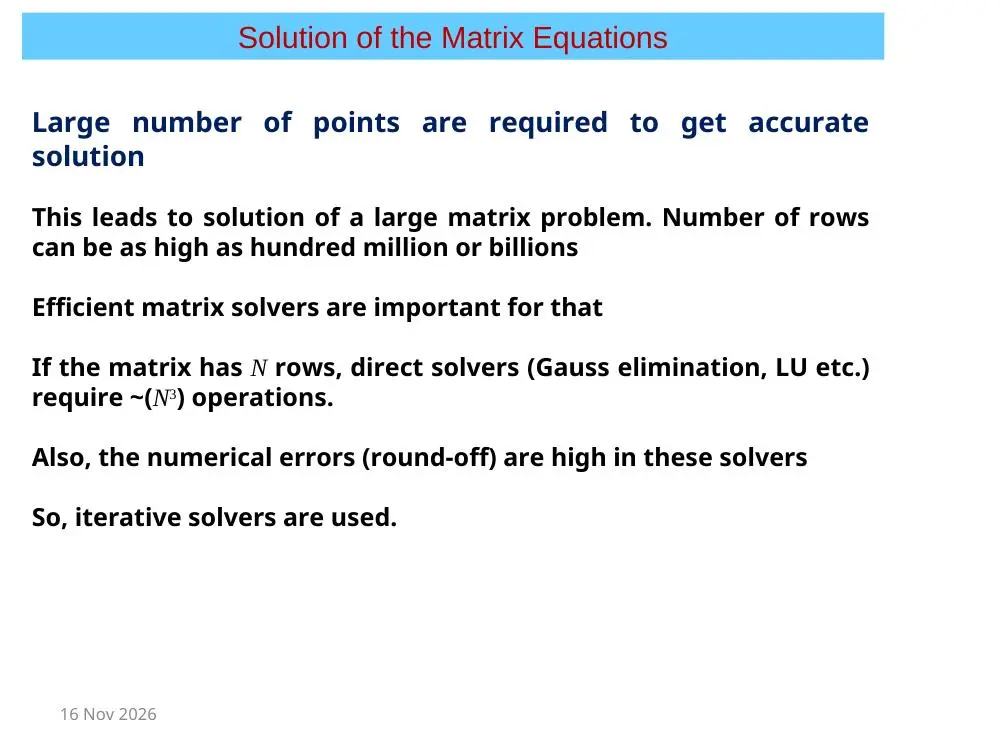 Solution of the Matrix Equations
Large number of points are required to get accurate
solution
This leads to solution of a large matrix problem. Number of rows
can be as high as hundred million or billions
Efficient matrix solvers are important for that
If the matrix has N rows, direct solvers (Gauss elimination, LU etc.)
require ~(N³) operations.
Also, the numerical errors (round-off) are high in these solvers
So, iterative solvers are used.
16 Nov 2026